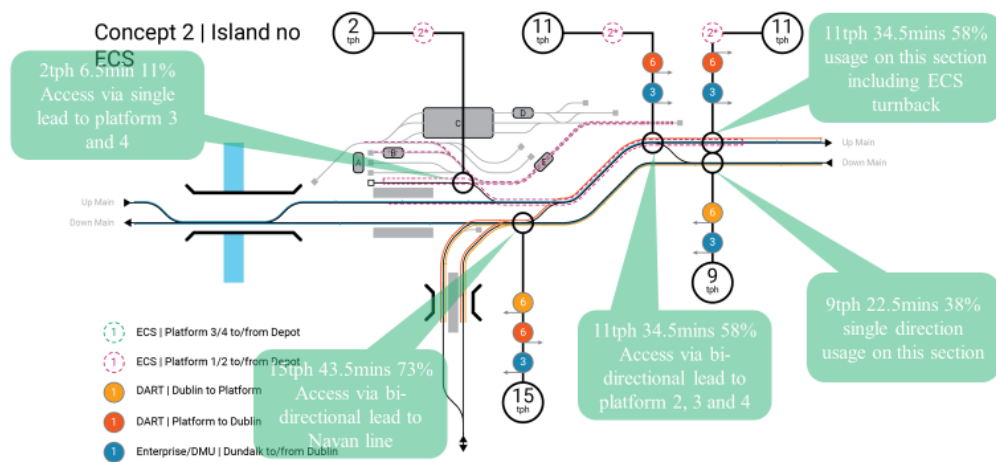 Concept 2 | Island no
ECS
2
tph
2*
11
tph
2*
2*
11
tph
6
3
6
3
2tph 6.5min 11%
Access via single
lead to platform 3
and 4
11tph 34.5mins 58%
usage on this section
including ECS
turnback
A
B
C
D
E
Up Main
Down Main
Up Main
Down Main
6
3
9
tph
6
6
3
15
tph
15tph 43.5mins 73%
Access via bi-
directional lead to
Navan line
11tph 34.5mins 58%
Access via bi-
directional lead to
platform 2, 3 and 4
9tph 22.5mins 38%
single direction
usage on this section
1 ECS | Platform 3/4 to/from Depot
1 ECS | Platform 1/2 to/from Depot
1 DART | Dublin to Platform
1 DART | Platform to Dublin
1 Enterprise/DMU | Dundalk to/from Dublin